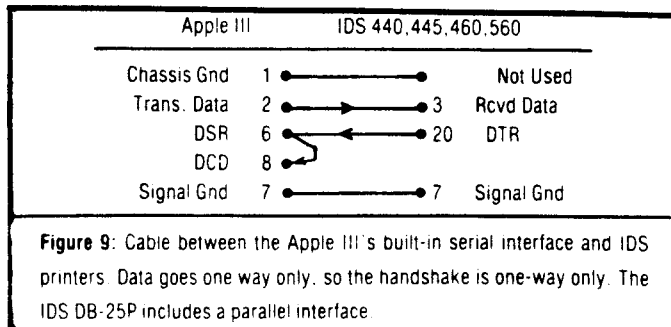 Apple III IDS 440,445,460,560
Chassis Gnd 1 Not Used
Trans. Data 2 3 Rcvd Data
DSR 6 20 DTR
DCD 8
Signal Gnd 7 7 Signal Gnd
Figure 9: Cable between the Apple III's built-in serial interface and IDS
printers. Data goes one way only, so the handshake is one-way only. The
IDS DB-25P includes a parallel interface.